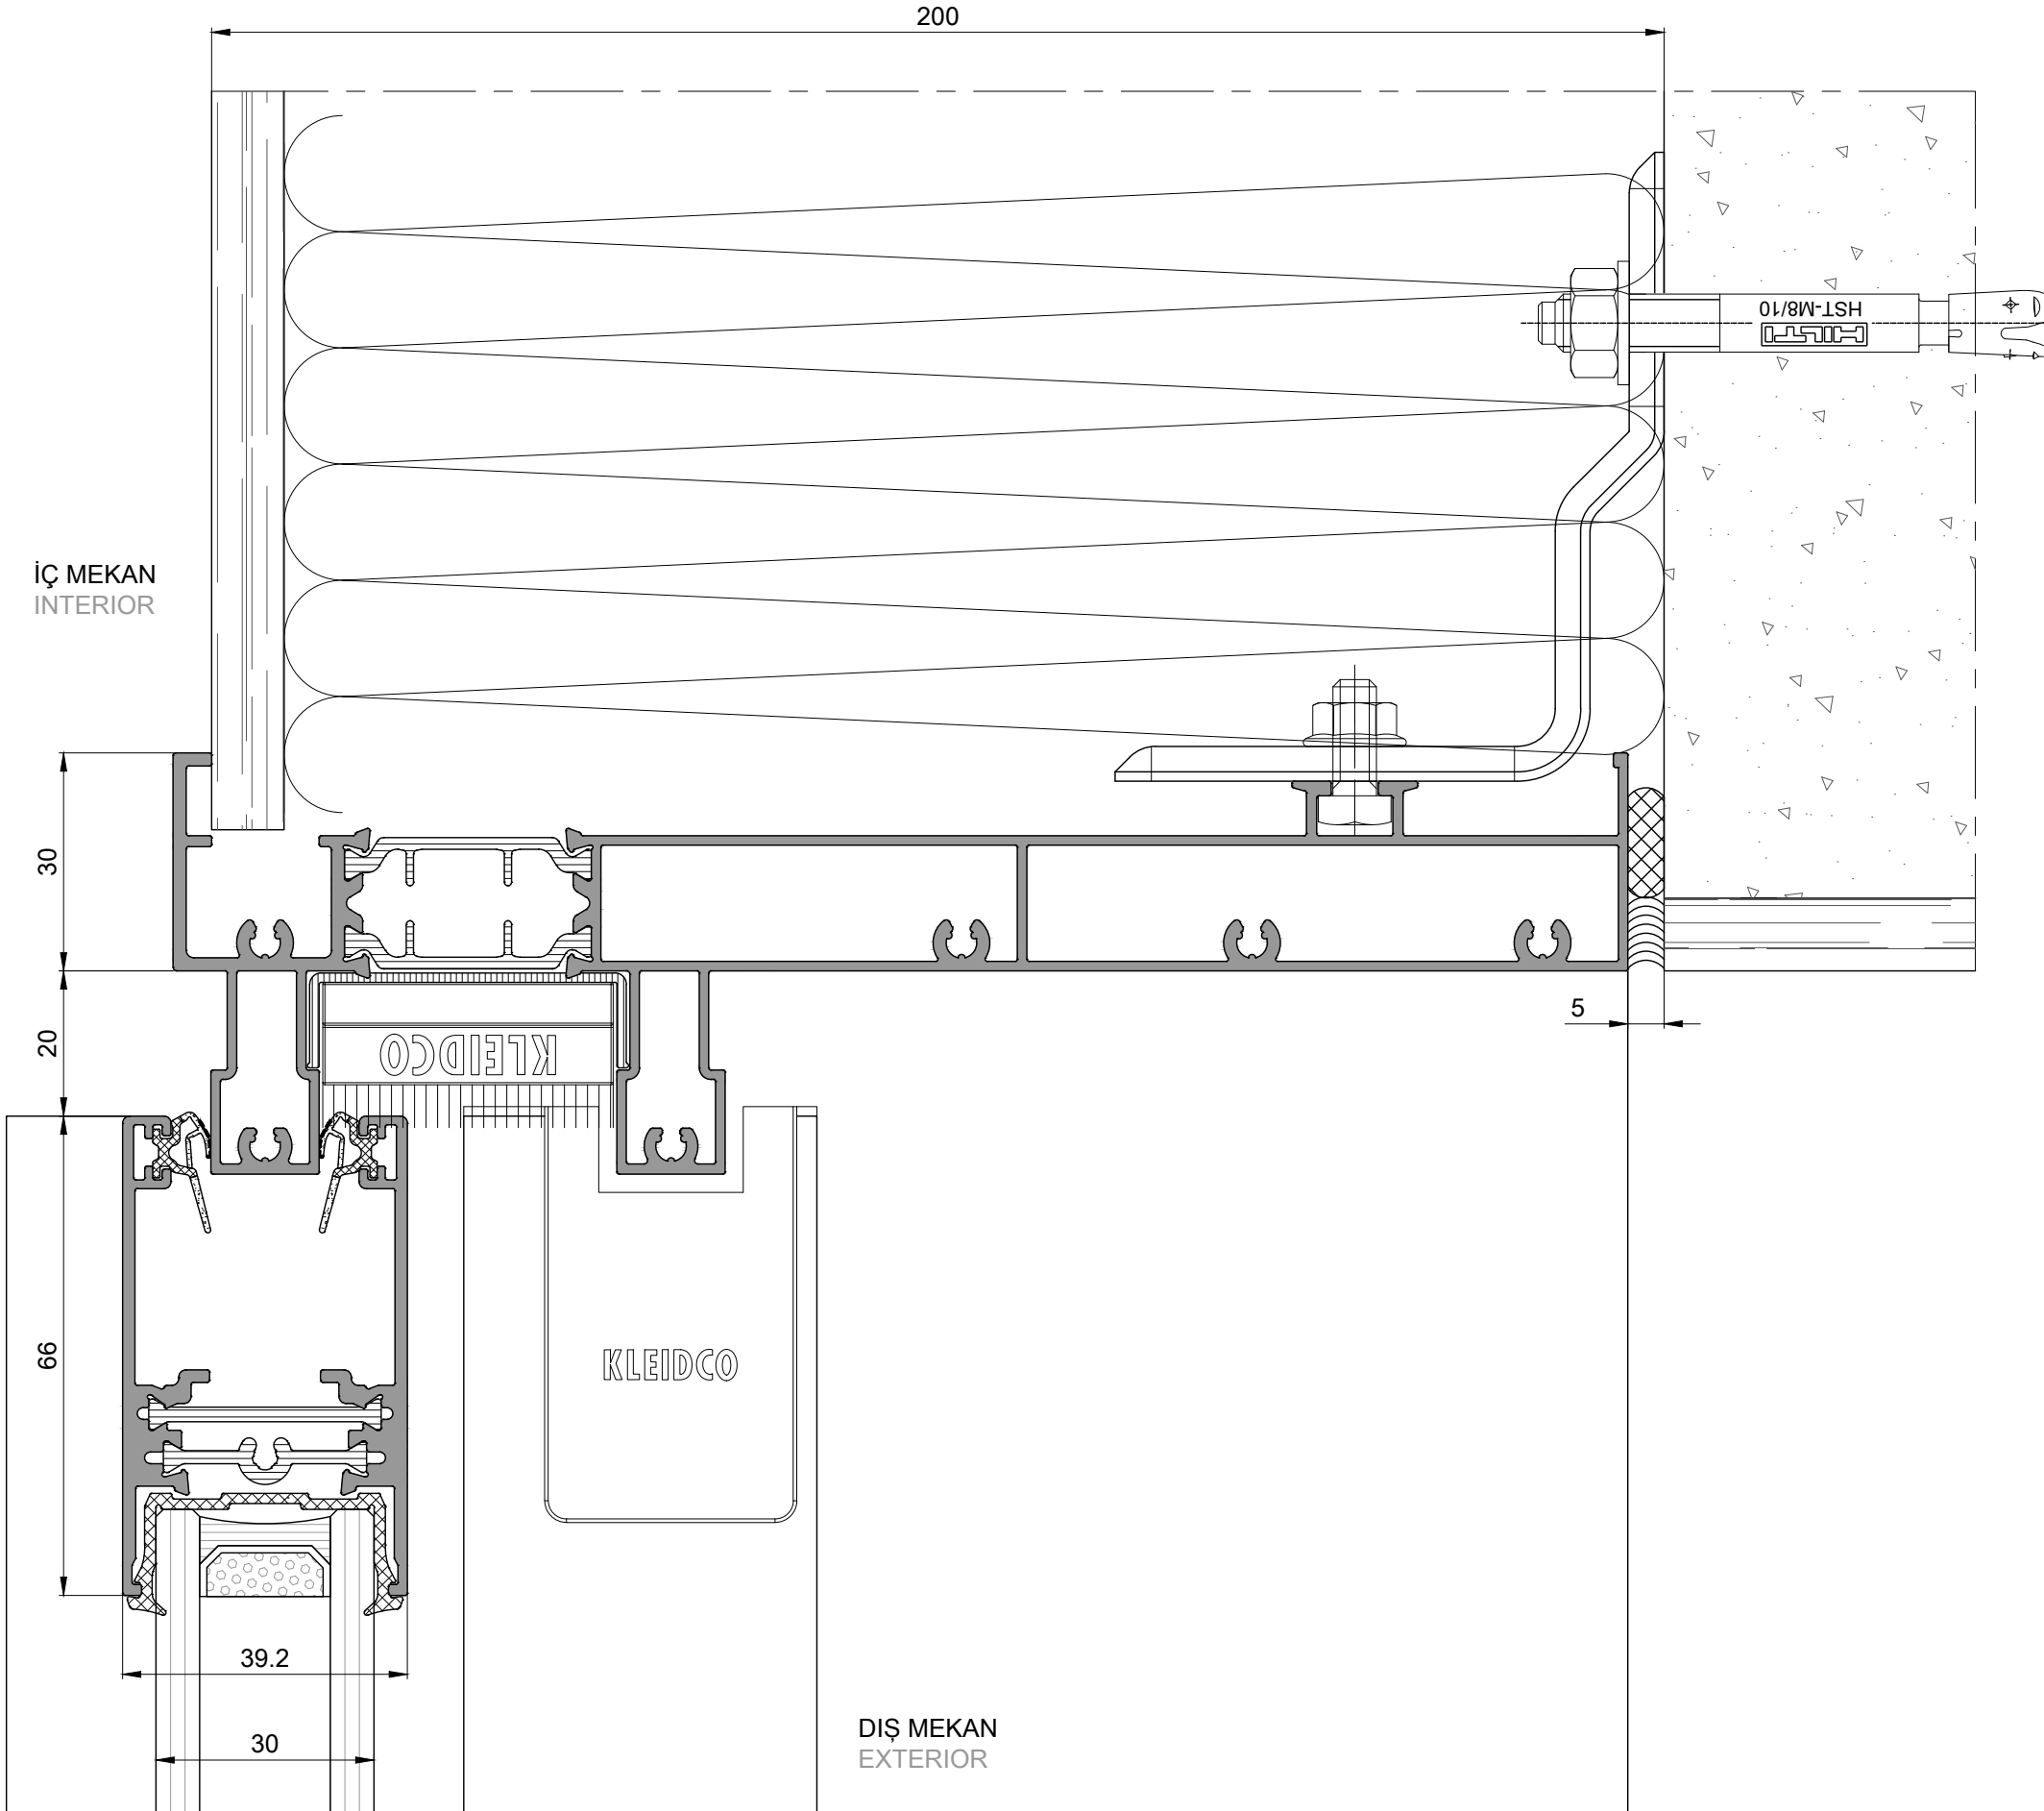 200
HST-M8/10
HILTI
İÇ MEKAN
INTERIOR
30
5
20
KLEIDCO
66
KLEIDCO
39.2
DIŞ MEKAN
EXTERIOR
30